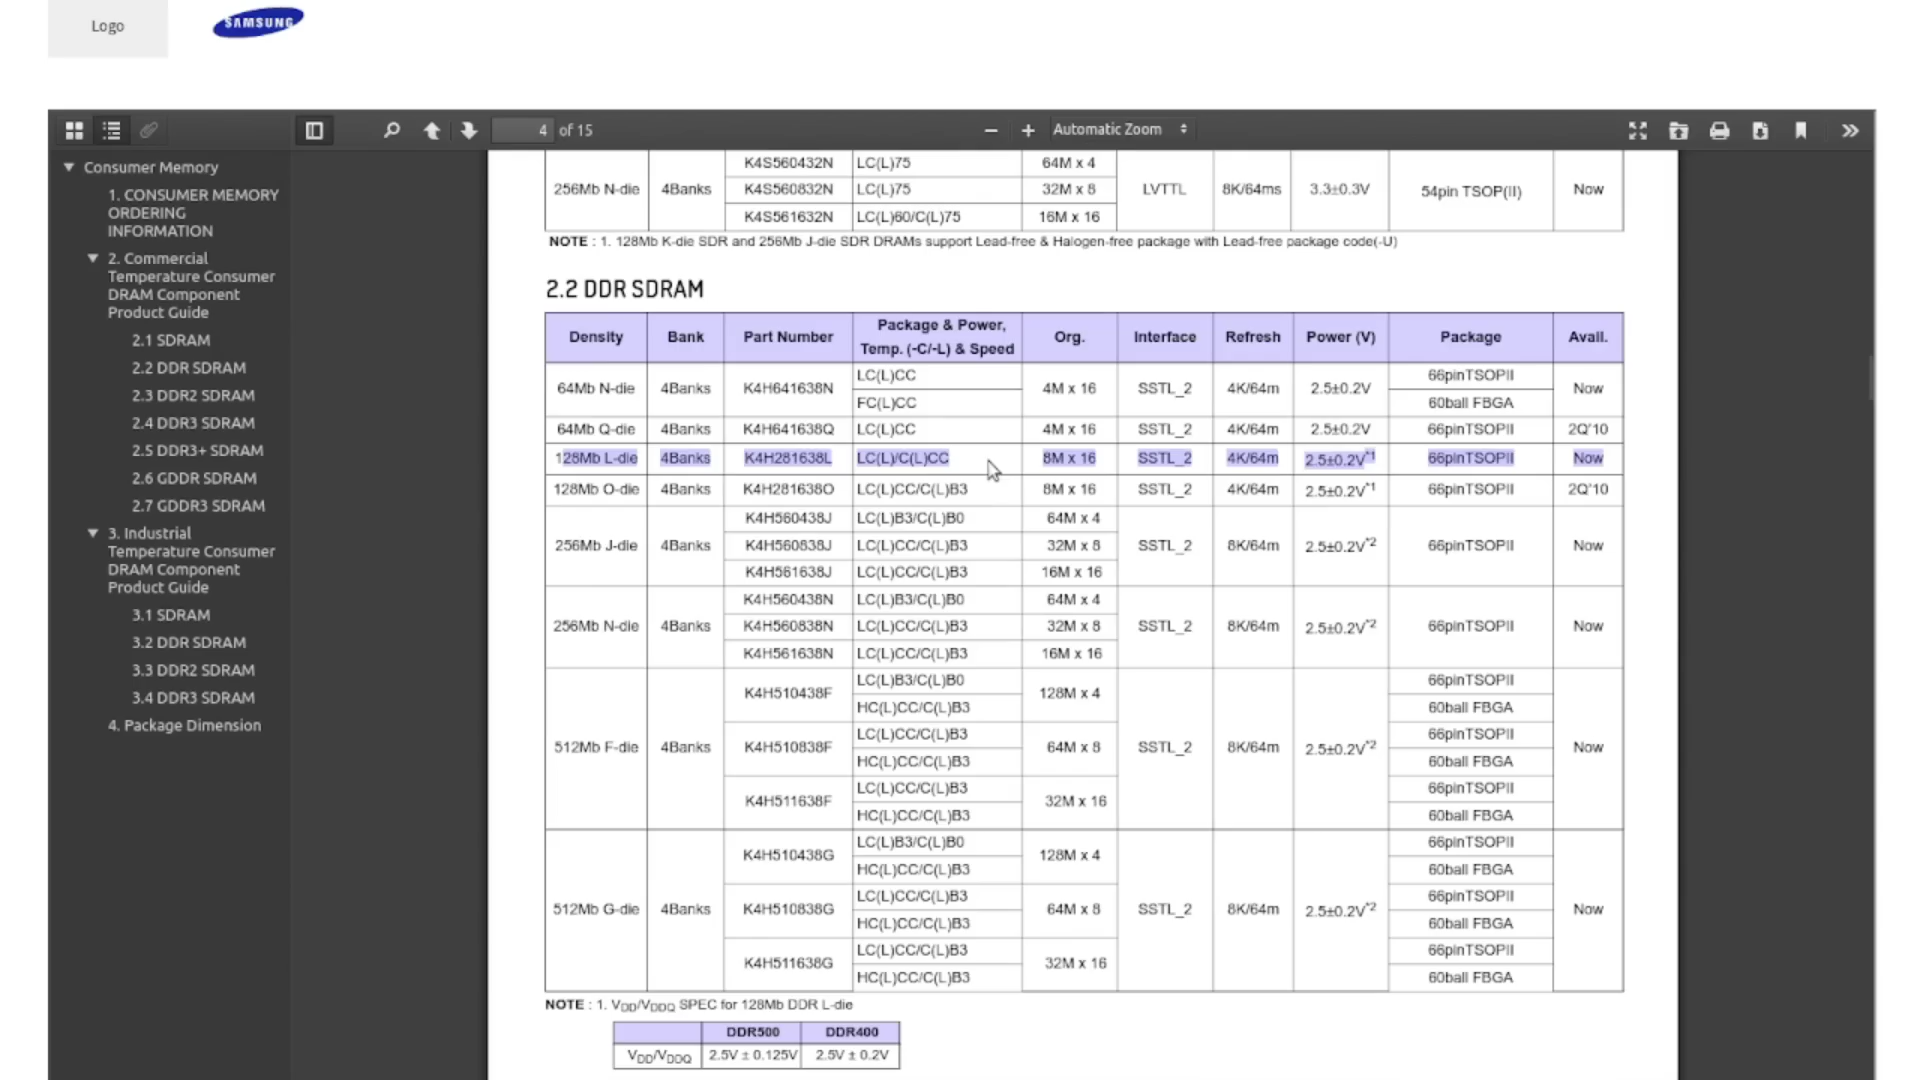 Logo
SAMSUNG
4 of 15
Automatic Zoom
Consumer Memory
1. CONSUMER MEMORY
ORDERING
INFORMATION
2. Commercial
Temperature Consumer
DRAM Component
Product Guide
2.1 SDRAM
2.2 DDR SDRAM
2.3 DDR2 SDRAM
2.4 DDR3 SDRAM
2.5 DDR3+ SDRAM
2.6 GDDR SDRAM
2.7 GDDR3 SDRAM
3. Industrial
Temperature Consumer
DRAM Component
Product Guide
3.1 SDRAM
3.2 DDR SDRAM
3.3 DDR2 SDRAM
3.4 DDR3 SDRAM
4. Package Dimension
K4S560432N LC(L)75 64M x 4
256Mb N-die 4Banks K4S560832N LC(L)75 32M x 8 LVTTL 8K/64ms 3.3±0.3V 54pin TSOP(II) Now
K4S561632N LC(L)60/C(L)75 16M x 16
NOTE : 1. 128Mb K-die SDR and 256Mb J-die SDR DRAMs support Lead-free & Halogen-free package with Lead-free package code(-U)
2.2 DDR SDRAM
Density Bank Part Number Package & Power, Temp. (-C/-L) & Speed Org. Interface Refresh Power (V) Package Avail.
64Mb N-die 4Banks K4H641638N LC(L)CC 4M x 16 SSTL_2 4K/64m 2.5±0.2V 66pinTSOPII Now
FC(L)CC 60ball FBGA
64Mb Q-die 4Banks K4H641638Q LC(L)CC 4M x 16 SSTL_2 4K/64m 2.5±0.2V 66pinTSOPII 2Q'10
128Mb L-die 4Banks K4H281638L LC(L)/C(L)CC 8M x 16 SSTL_2 4K/64m 2.5±0.2V*1 66pinTSOPII Now
128Mb O-die 4Banks K4H281638O LC(L)CC/C(L)B3 8M x 16 SSTL_2 4K/64m 2.5±0.2V*1 66pinTSOPII 2Q'10
K4H560438J LC(L)B3/C(L)B0 64M x 4
256Mb J-die 4Banks K4H560838J LC(L)CC/C(L)B3 32M x 8 SSTL_2 8K/64m 2.5±0.2V*2 66pinTSOPII Now
K4H561638J LC(L)CC/C(L)B3 16M x 16
K4H560438N LC(L)B3/C(L)B0 64M x 4
256Mb N-die 4Banks K4H560838N LC(L)CC/C(L)B3 32M x 8 SSTL_2 8K/64m 2.5±0.2V*2 66pinTSOPII Now
K4H561638N LC(L)CC/C(L)B3 16M x 16
K4H510438F LC(L)B3/C(L)B0 128M x 4 66pinTSOPII
HC(L)CC/C(L)B3 60ball FBGA
LC(L)CC/C(L)B3 66pinTSOPII
512Mb F-die 4Banks K4H510838F 64M x 8 SSTL_2 8K/64m 2.5±0.2V*2 Now
HC(L)CC/C(L)B3 60ball FBGA
K4H511638F LC(L)CC/C(L)B3 32M x 16 66pinTSOPII
HC(L)CC/C(L)B3 60ball FBGA
K4H510438G LC(L)B3/C(L)B0 128M x 4 66pinTSOPII
HC(L)CC/C(L)B3 60ball FBGA
LC(L)CC/C(L)B3 66pinTSOPII
512Mb G-die 4Banks K4H510838G 64M x 8 SSTL_2 8K/64m 2.5±0.2V*2 Now
HC(L)CC/C(L)B3 60ball FBGA
K4H511638G LC(L)CC/C(L)B3 32M x 16 66pinTSOPII
HC(L)CC/C(L)B3 60ball FBGA
NOTE : 1. VDD/VDDQ SPEC for 128Mb DDR L-die
DDR500 DDR400
VDD/VDDQ 2.5V ± 0.125V 2.5V ± 0.2V